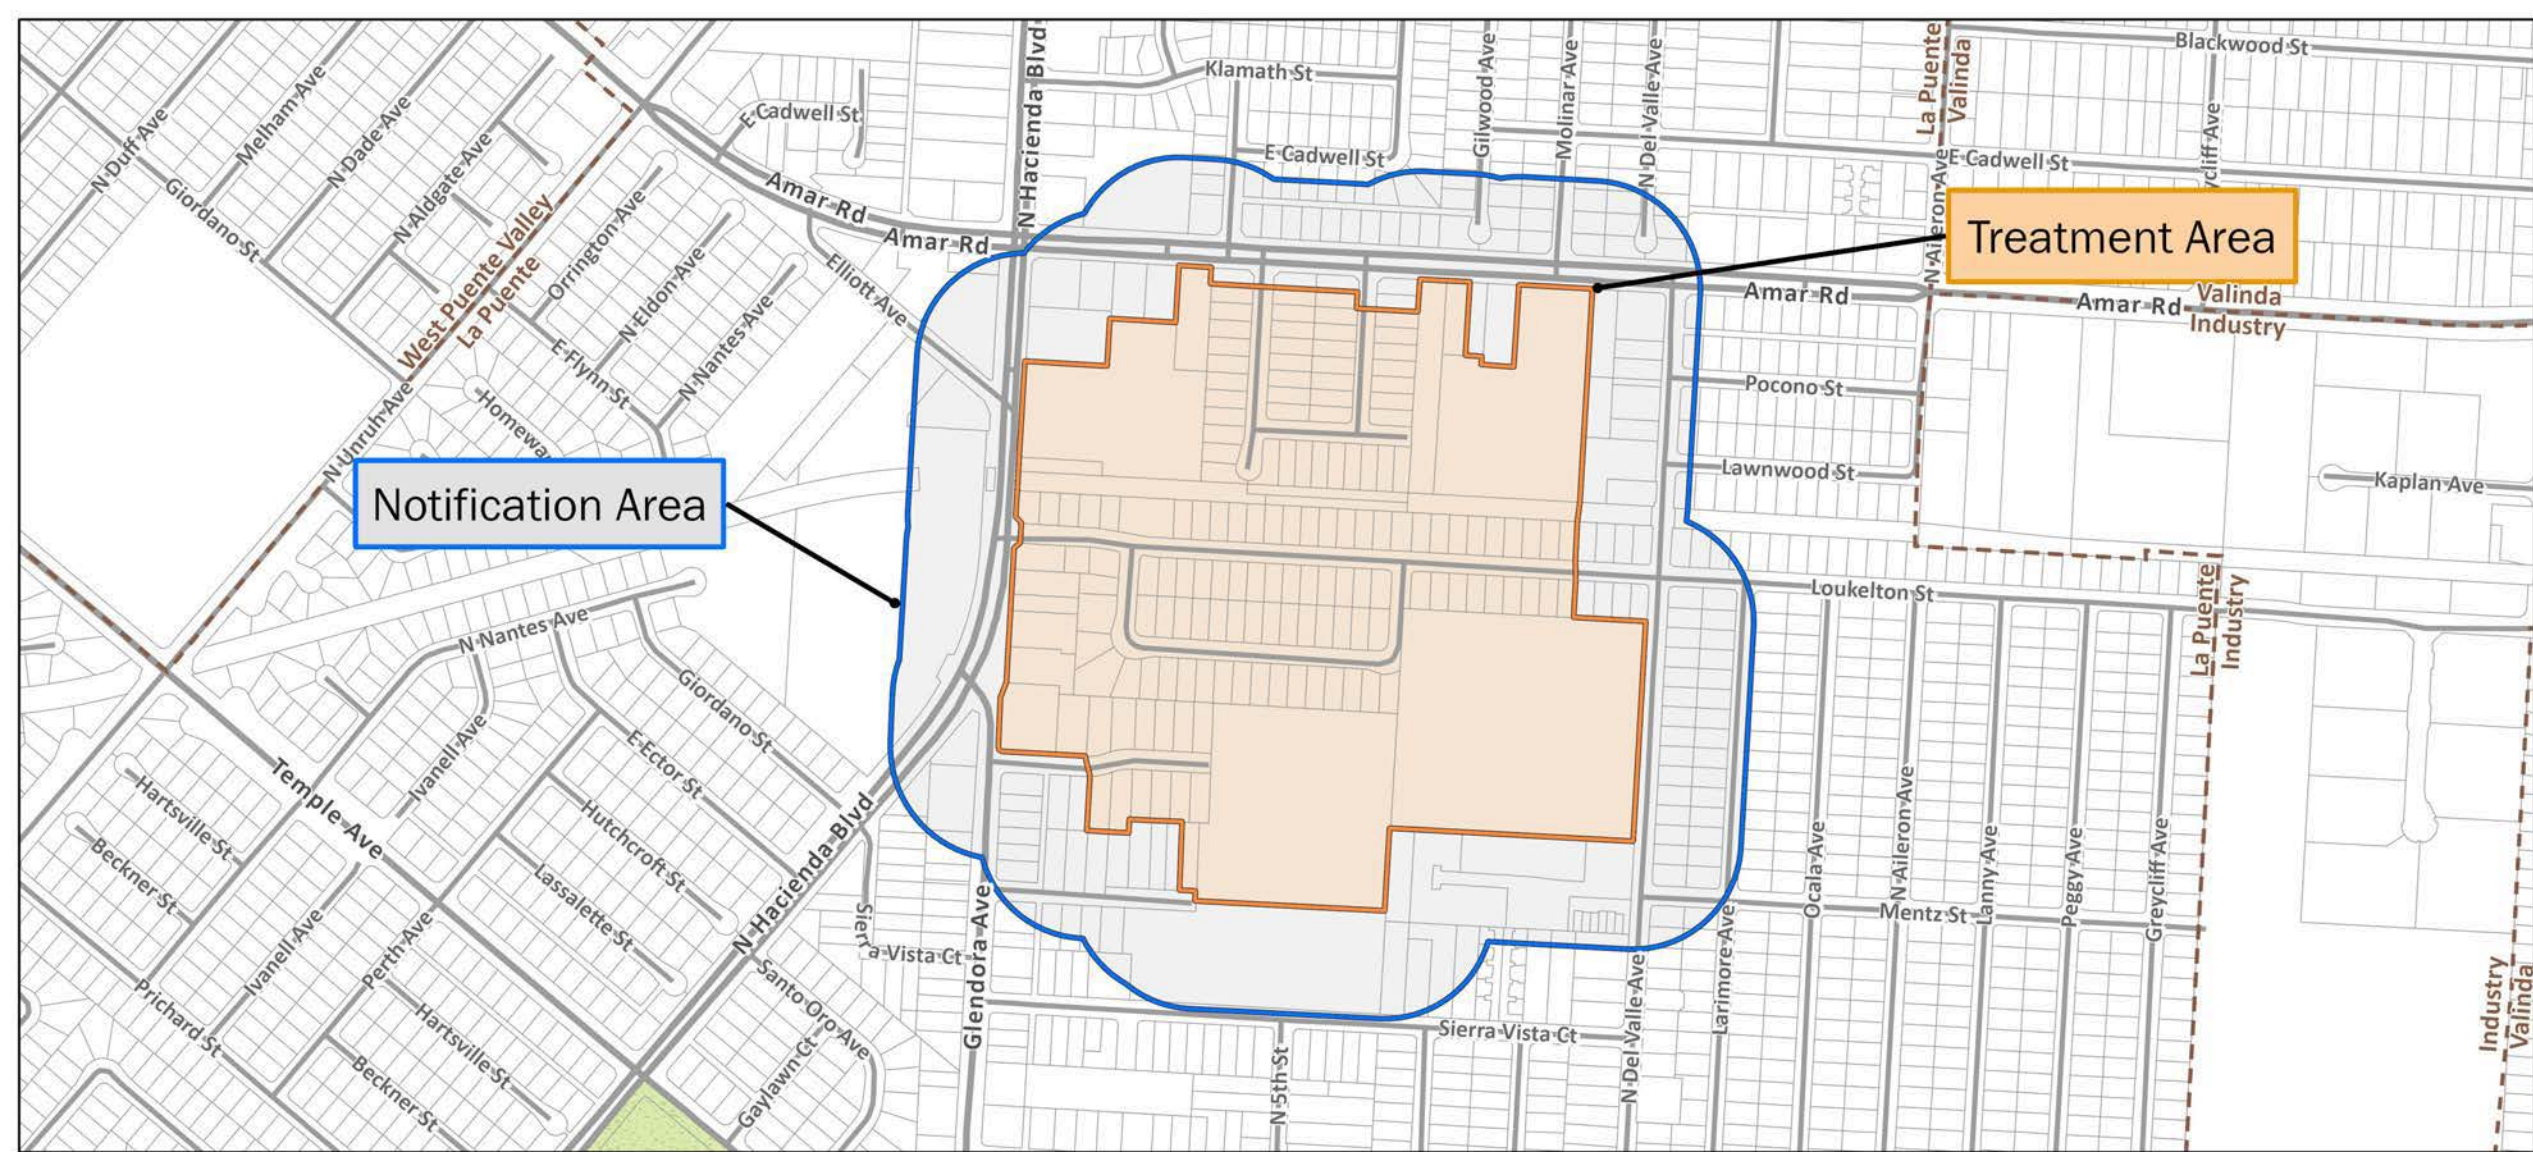 Blackwood St
Klamath St
N Hacienda Blvd
Gilwood Ave
Molinar Ave
N Del Valle Ave
La Puente
Valinda
Melham Ave
N Dade Ave
N Duff Ave
E Cadwell St
E Cadwell St
E Cadwell St
N Aldgate Ave
Giordano St
Amar Rd
Amar Rd
West Puente Valley
La Puente
Orrington Ave
N Eldon Ave
N Nantes Ave
Elliott Ave
N Aileron Ave
Treatment Area
Amar Rd
Amar Rd
Valinda
Industry
E Flynn St
Pocono St
N Unruh Ave
Lawnwood St
Kaplan Ave
Notification Area
Loukelton St
La Puente
Industry
N Nantes Ave
Giordano St
E Ector St
Ivanell Ave
Temple Ave
Hartsville St
Hutchcroft St
Beckner St
Lassalette St
N Hacienda Blvd
Ocala Ave
N Aileron Ave
Lanny Ave
Peggy Ave
Greycliff Ave
Mentz St
Ivanell Ave
Perth Ave
Sierra Vista Ct
Glendora Ave
Larimore Ave
N Del Valle Ave
Santo Oro Ave
Prichard St
Hartsville St
Beckner St
Gaylawn Ct
Sierra Vista Ct
N 5th St
Industry
Valinda